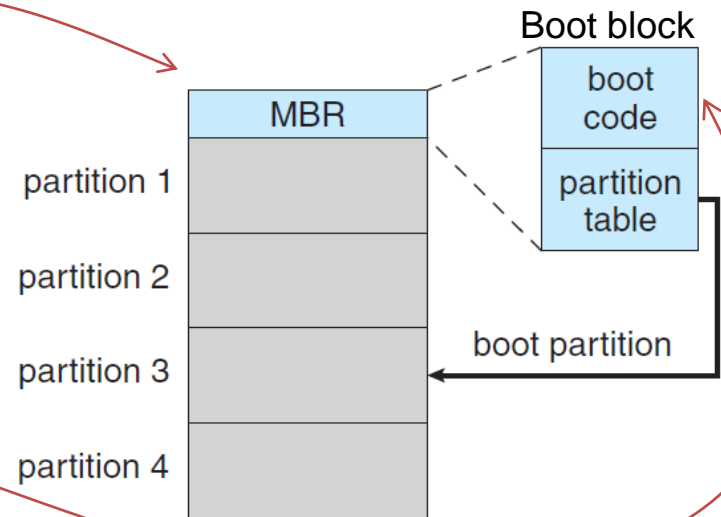 Boot block
boot
code
MBR
partition 1
partition
table
partition 2
boot partition
partition 3
partition 4